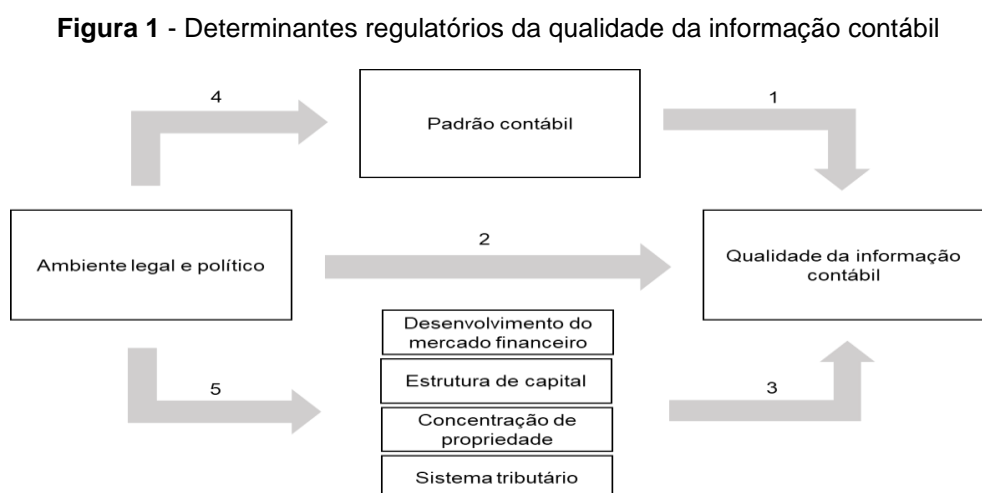 Figura 1 - Determinantes regulatórios da qualidade da informação contábil
4
1
Padrão contábil
Ambiente legal e político
2
Qualidade da informação
contábil
Desenvolvimento do
mercado financeiro
Estrutura de capital
5
3
Concentração de
propriedade
Sistema tributário